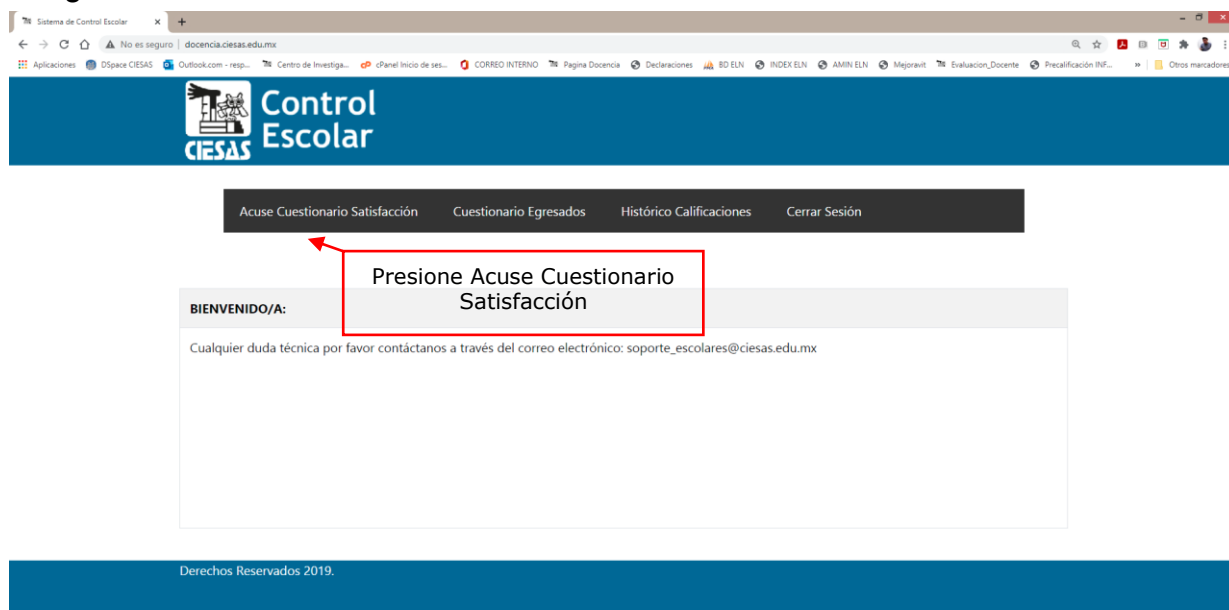 Sistema de Control Escolar
No es seguro | docencia.ciesas.edu.mx
Aplicaciones DSpace CIESAS Outlook.com - resp... Centro de Investiga... cPanel Inicio de ses... CORREO INTERNO Pagina Docencia Declaraciones BD ELN INDEX ELN AMIN ELN Mejoravit Evaluacion_Docente Precalificación INF... » Otros marcadores
CIESAS
Control
Escolar
Acuse Cuestionario Satisfacción Cuestionario Egresados Histórico Calificaciones Cerrar Sesión
Presione Acuse Cuestionario
Satisfacción
BIENVENIDO/A:
Cualquier duda técnica por favor contáctanos a través del correo electrónico: soporte_escolares@ciesas.edu.mx
Derechos Reservados 2019.